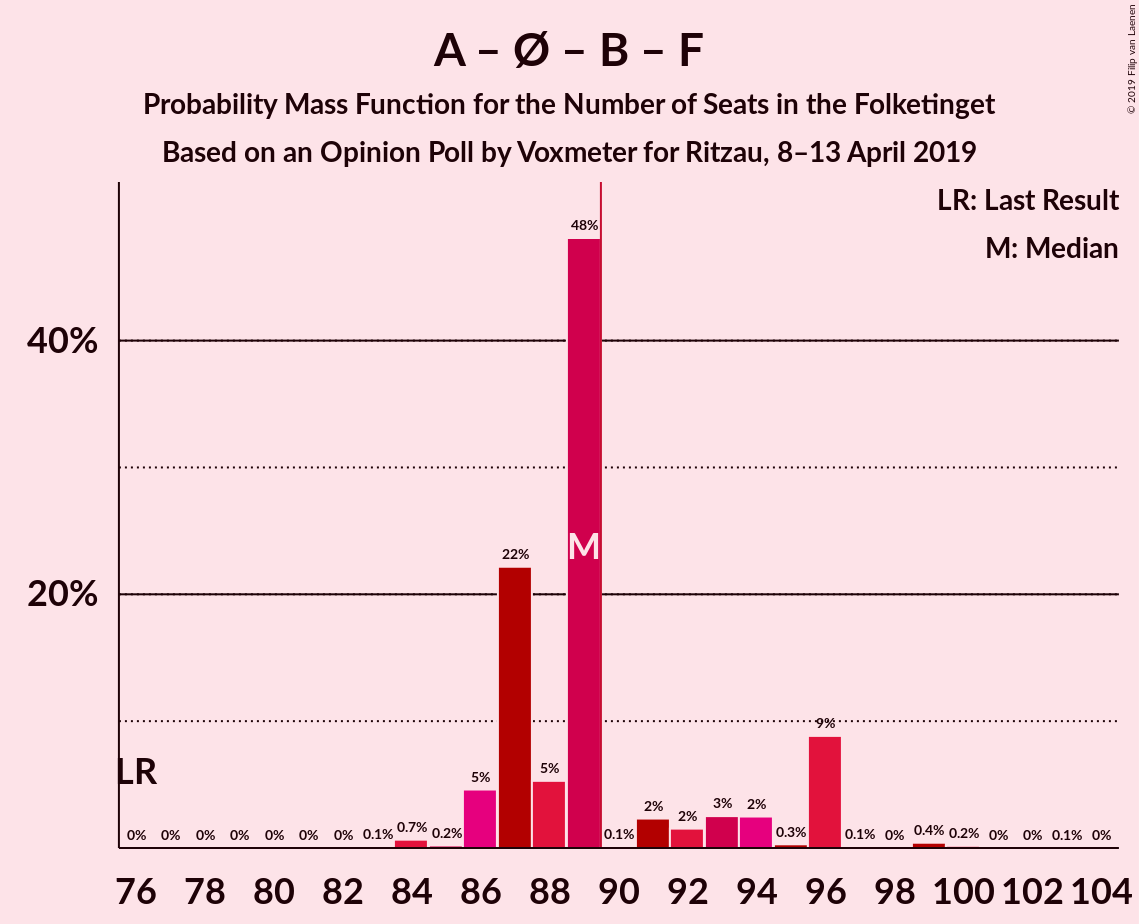 A – Ø – B – F
Probability Mass Function for the Number of Seats in the Folketinget
Based on an Opinion Poll by Voxmeter for Ritzau, 8–13 April 2019
© 2019 Filip van Laenen
LR: Last Result
M: Median
48%
40%
22%
20%
M
9%
LR
5%
5%
0% 0% 0% 0% 0% 0% 0% 0.1% 0.7% 0.2% 0.1% 2% 2% 3% 2% 0.3% 0.1% 0% 0.4% 0.2% 0% 0% 0.1% 0%
76 78 80 82 84 86 88 90 92 94 96 98 100 102 104